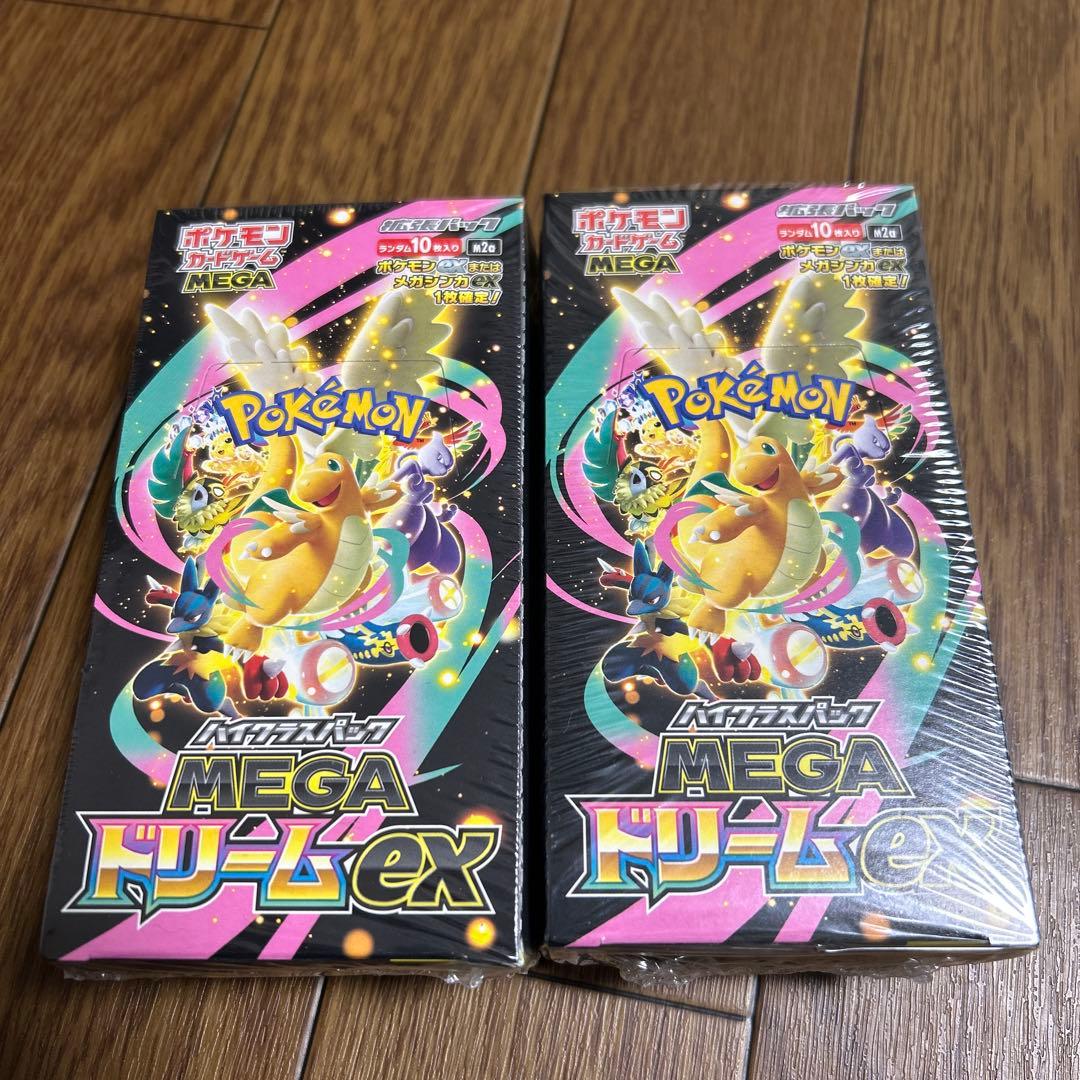 ポケモン
カードゲーム
MEGA
拡張パック
ランダム10枚入り
M2a
ポケモンexまたは
メガシンカex
1枚確定!
POKéMON
ハイクラスパック
MEGA
ドリームex
ポケモン
カードゲーム
MEGA
拡張パック
ランダム10枚入り
M2a
ポケモンexまたは
メガシンカex
1枚確定!
POKéMON
TM
ハイクラスパック
MEGA
ドリームex